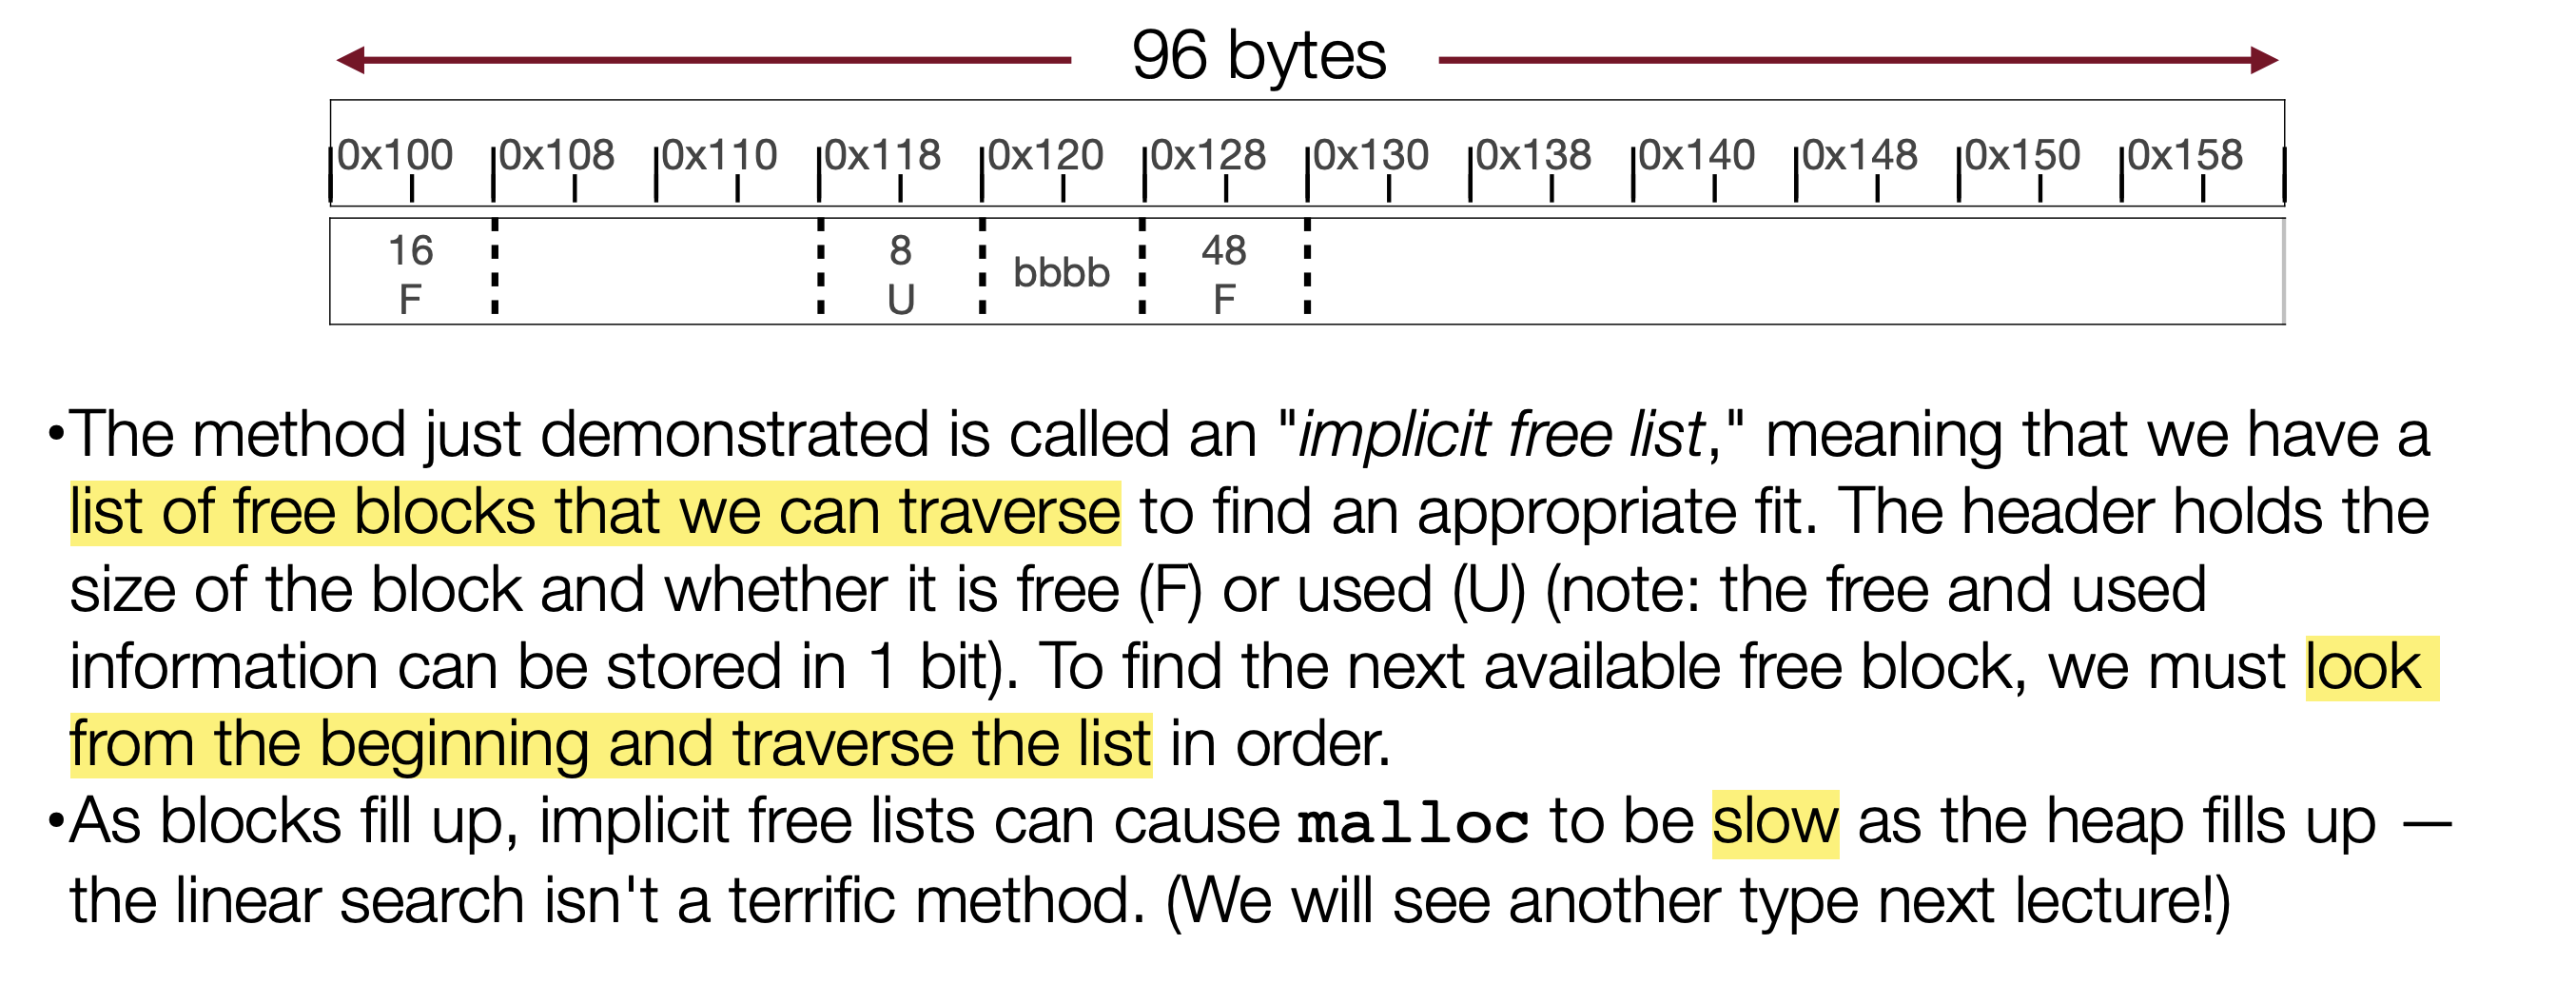 96 bytes
0x100 0x108 0x110 0x118 0x120 0x128 0x130 0x138 0x140 0x148 0x150 0x158
16 8 48
bbbb
F U F
•The method just demonstrated is called an "implicit free list," meaning that we have a
list of free blocks that we can traverse to find an appropriate fit. The header holds the
size of the block and whether it is free (F) or used (U) (note: the free and used
information can be stored in 1 bit). To find the next available free block, we must look
from the beginning and traverse the list in order.
•As blocks fill up, implicit free lists can cause malloc to be slow as the heap fills up —
the linear search isn't a terrific method. (We will see another type next lecture!)